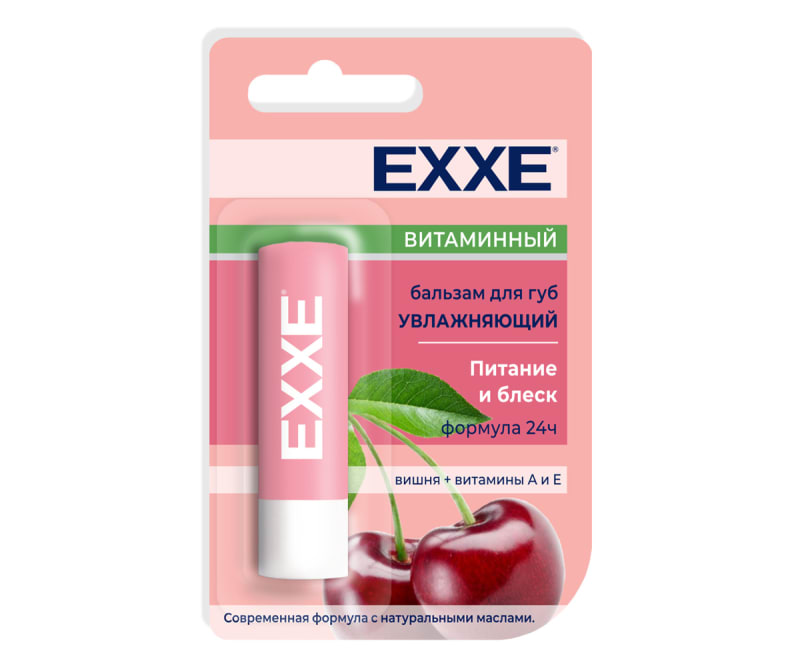 EXXE®
ВИТАМИННЫЙ
бальзам для губ
УВЛАЖНЯЮЩИЙ
Питание
и блеск
формула 24ч
вишня + витамины А и Е
Современная формула с натуральными маслами.
EXXE®